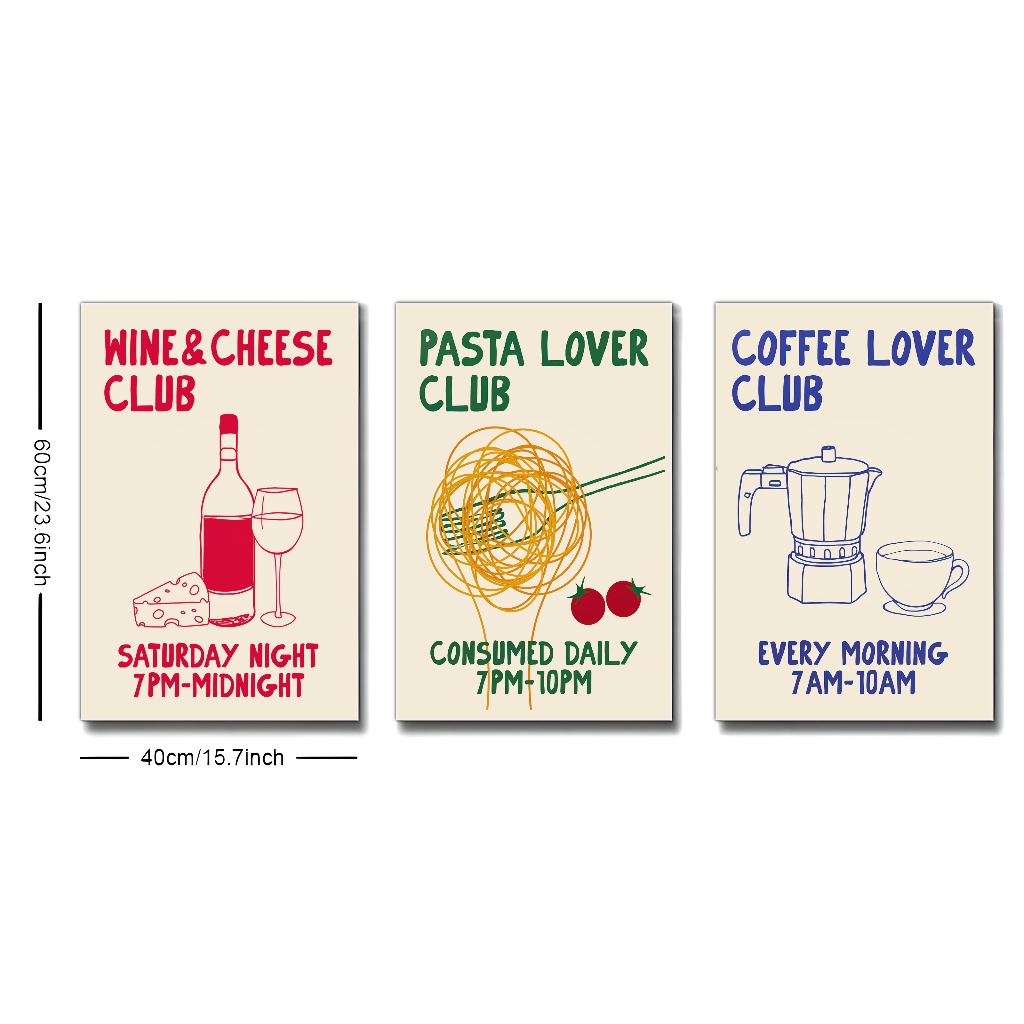 WINE & CHEESE
CLUB
SATURDAY NIGHT
7PM-MIDNIGHT
PASTA LOVER
CLUB
CONSUMED DAILY
7PM-10PM
COFFEE LOVER
CLUB
EVERY MORNING
7AM-10AM
60cm/23.6inch
40cm/15.7inch